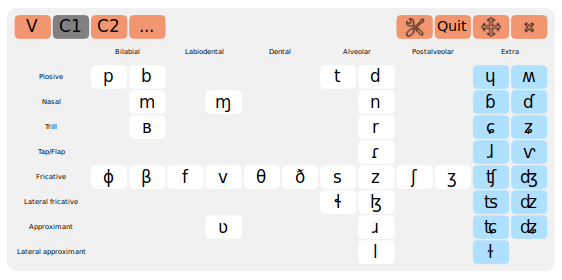 V C1 C2 ... Quit
Bilabial Labiodental Dental Alveolar Postalveolar Extra
Plosive p b t d ɥ ʍ
Nasal m ɱ n ɓ ɗ
Trill ʙ r ɕ ʑ
Tap/Flap ɾ ɺ ⱱ
Fricative ɸ β f v θ ð s z ʃ ʒ ʧ ʤ
Lateral fricative ɬ ɮ ʦ ʣ
Approximant ʋ ɹ ʨ ʥ
Lateral approximant l ɫ